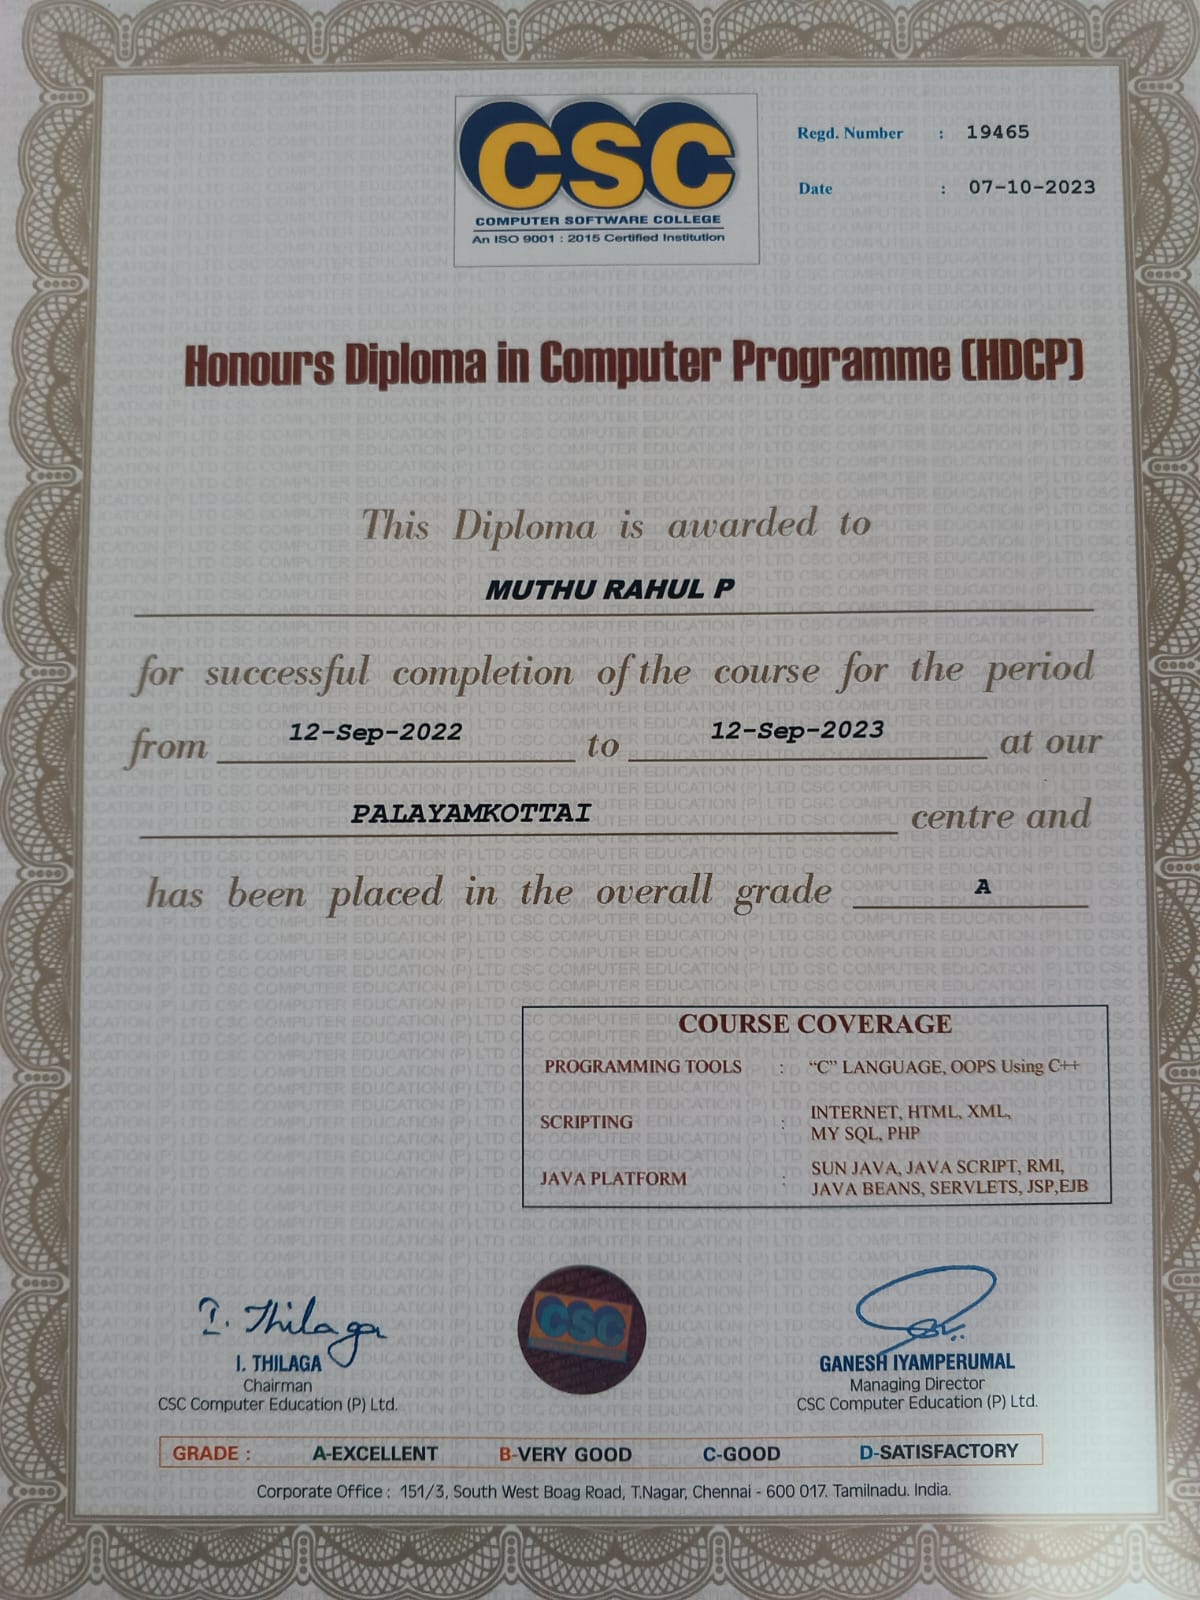 CSC
COMPUTER SOFTWARE COLLEGE
An ISO 9001 : 2015 Certified Institution
Regd. Number : 19465
Date : 07-10-2023
Honours Diploma in Computer Programme (HDCP)
This Diploma is awarded to
MUTHU RAHUL P
for successful completion of the course for the period
from 12-Sep-2022 to 12-Sep-2023 at our
PALAYAMKOTTAI centre and
has been placed in the overall grade A
COURSE COVERAGE
PROGRAMMING TOOLS : “C” LANGUAGE, OOPS Using C++
SCRIPTING : INTERNET, HTML, XML,
MY SQL, PHP
JAVA PLATFORM : SUN JAVA, JAVA SCRIPT, RMI,
JAVA BEANS, SERVLETS, JSP,EJB
I. Thilaga
CSC
I. THILAGA
Chairman
CSC Computer Education (P) Ltd.
GANESH IYAMPERUMAL
Managing Director
CSC Computer Education (P) Ltd.
GRADE : A-EXCELLENT B-VERY GOOD C-GOOD D-SATISFACTORY
Corporate Office : 151/3, South West Boag Road, T.Nagar, Chennai - 600 017. Tamilnadu. India.